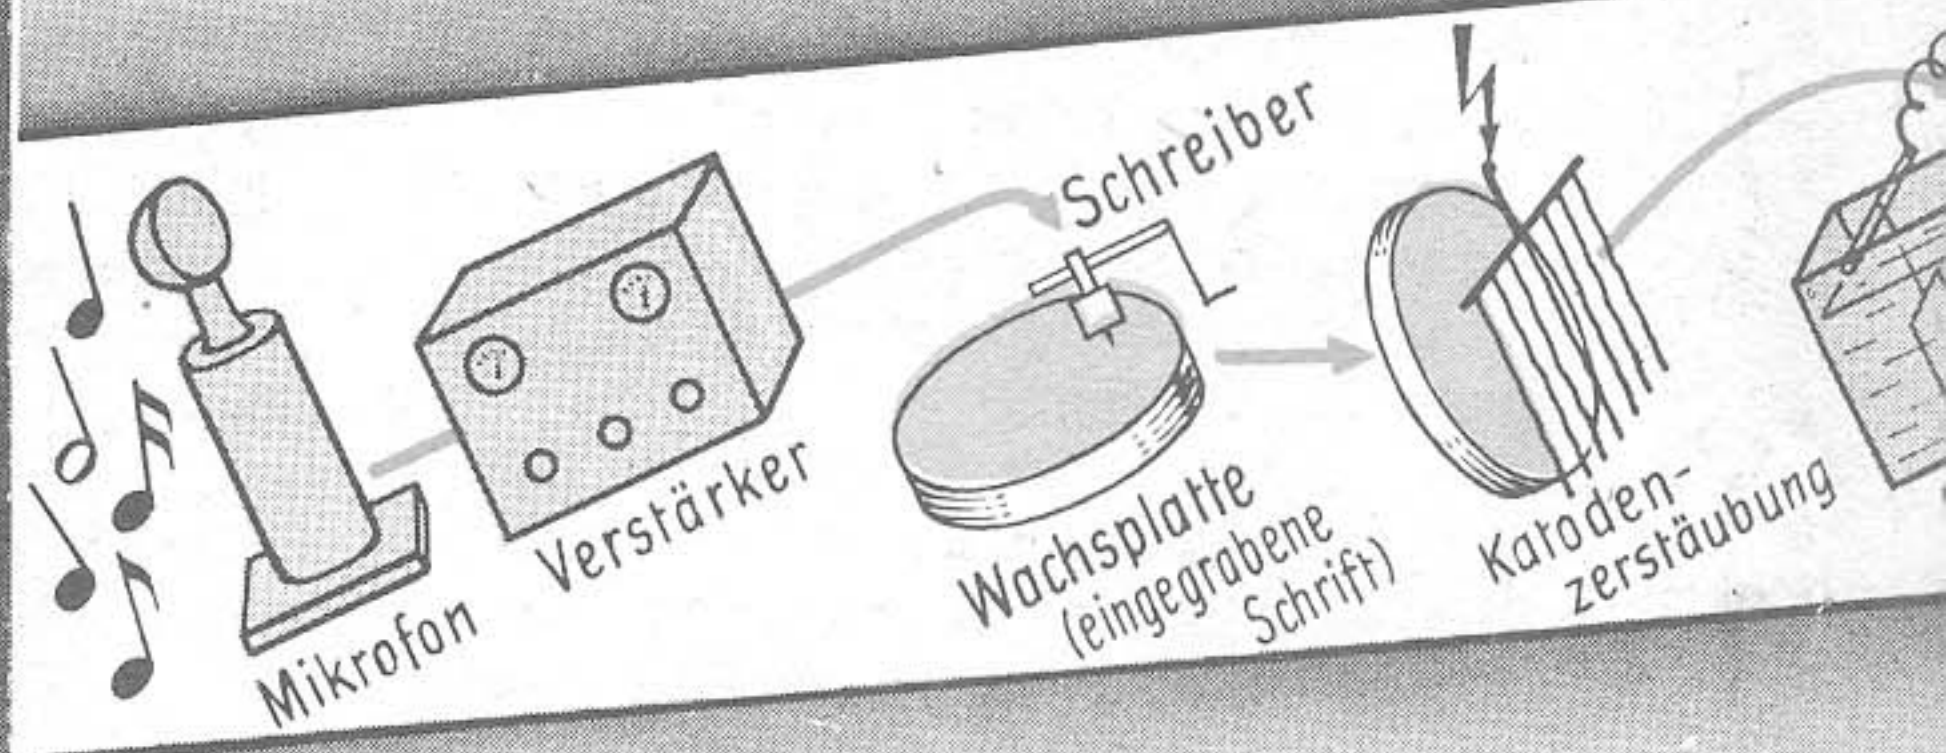 Mikrofon
Verstärker
Schreiber
Wachsplatte
(eingegrabene
Schrift)
Katoden-
zerstäubung